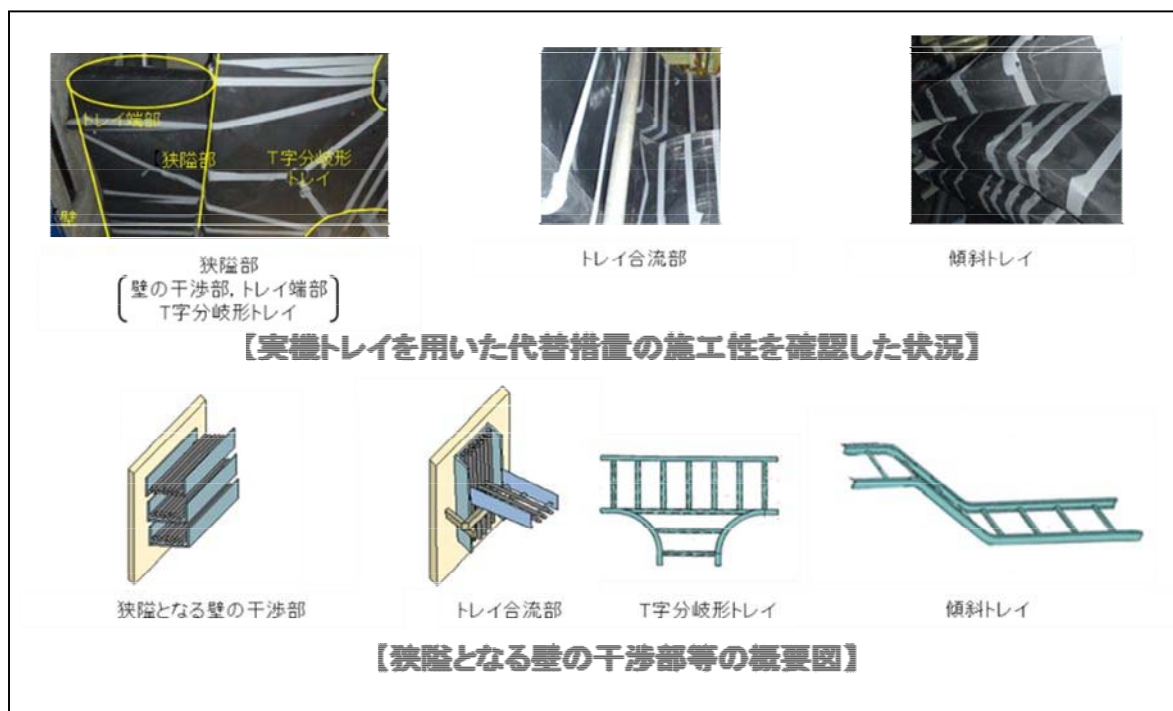 トレイ端部
狭隘部
T字分岐形
トレイ
壁
狭隘部
壁の干渉部, トレイ端部
T字分岐形トレイ
トレイ合流部
傾斜トレイ
【実機トレイを用いた代替措置の施工性を確認した状況】
狭隘となる壁の干渉部
トレイ合流部
T字分岐形トレイ
傾斜トレイ
【狭隘となる壁の干渉部等の概要図】